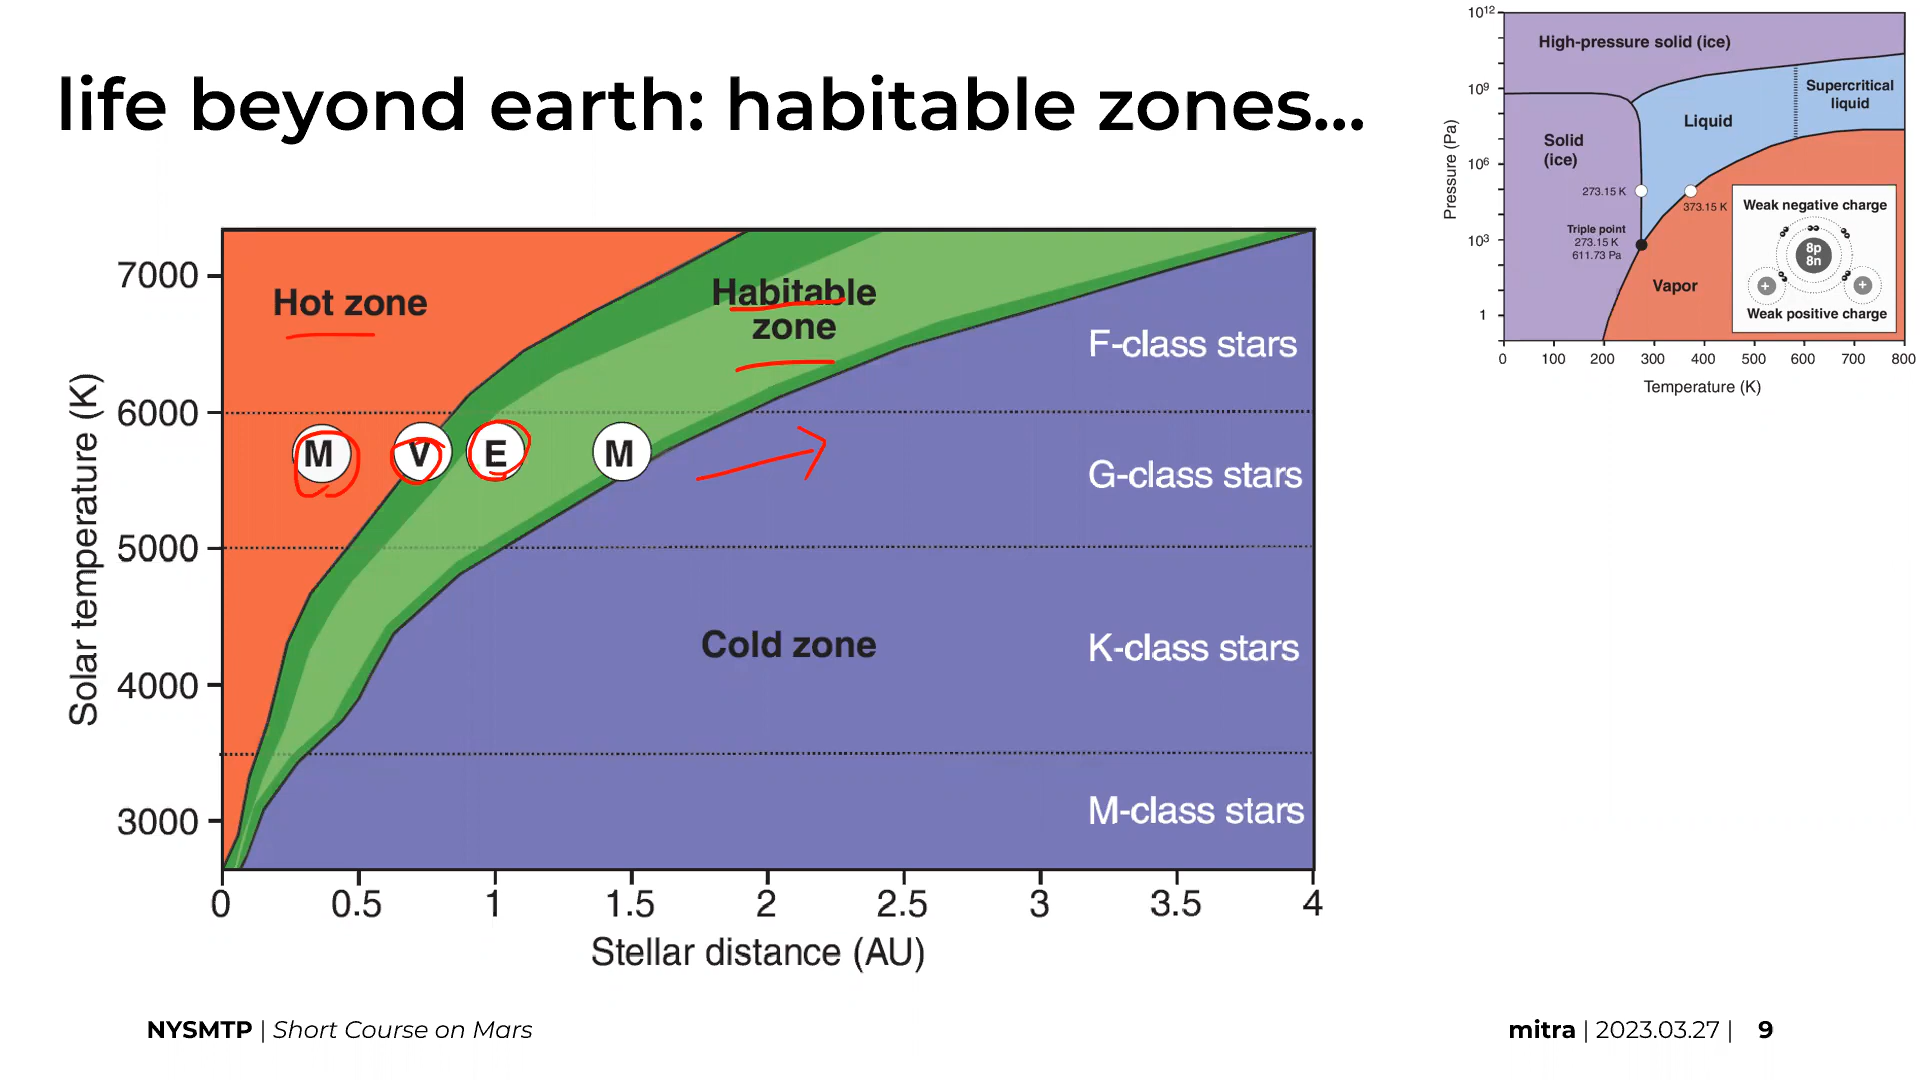 life beyond earth: habitable zones...
7000
6000
5000
4000
3000
Solar temperature (K)
Hot zone
Habitable
zone
Cold zone
M
V
E
M
F-class stars
G-class stars
K-class stars
M-class stars
0
0.5
1
1.5
2
2.5
3
3.5
4
Stellar distance (AU)
10¹²
10⁹
10⁶
10³
1
Pressure (Pa)
High-pressure solid (ice)
Supercritical
liquid
Liquid
Solid
(ice)
273.15 K
373.15 K
Triple point
273.15 K
611.73 Pa
Vapor
Weak negative charge
8p
8n
+
+
Weak positive charge
0
100
200
300
400
500
600
700
800
Temperature (K)
NYSMTP | Short Course on Mars
mitra | 2023.03.27 | 9